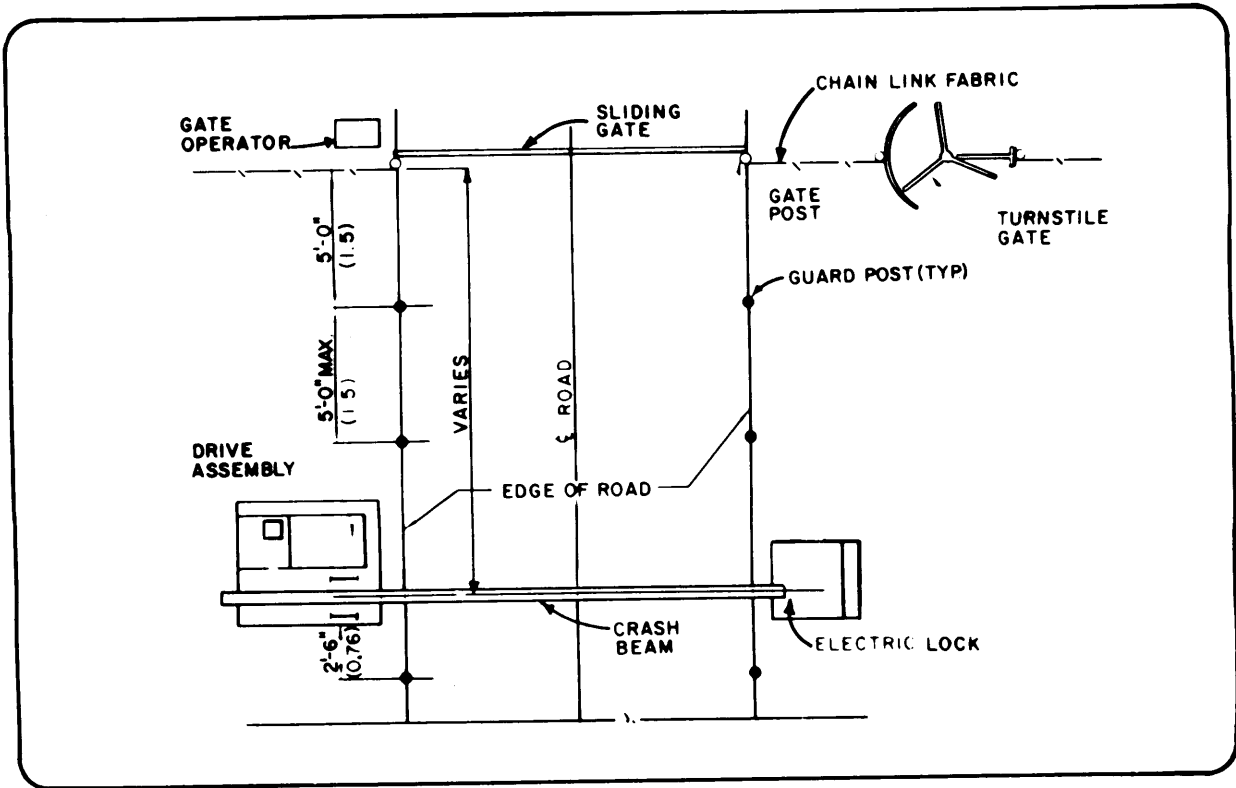 CHAIN LINK FABRIC
GATE
OPERATOR
SLIDING
GATE
GATE
POST
TURNSTILE
GATE
5'-0"
(1.5)
GUARD POST (TYP)
5'-0" MAX.
(1.5)
VARIES
℄ ROAD
DRIVE
ASSEMBLY
EDGE OF ROAD
CRASH
BEAM
ELECTRIC LOCK
2'-6"
(0.76)